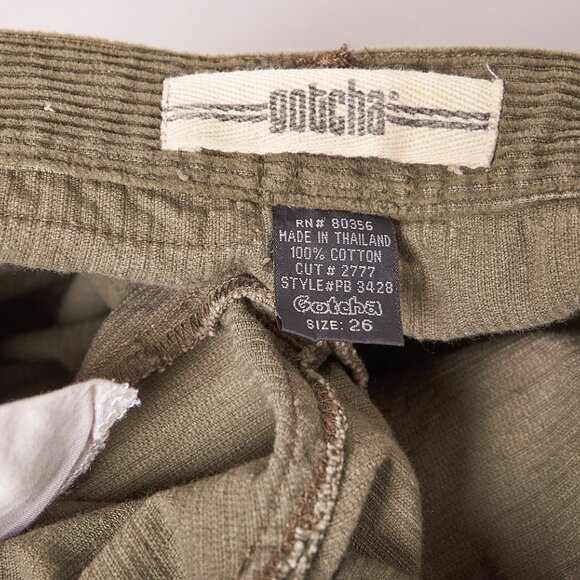 gotcha
RN# 80356
MADE IN THAILAND
100% COTTON
CUT # 2777
STYLE#PB 3428
Gotcha
SIZE: 26